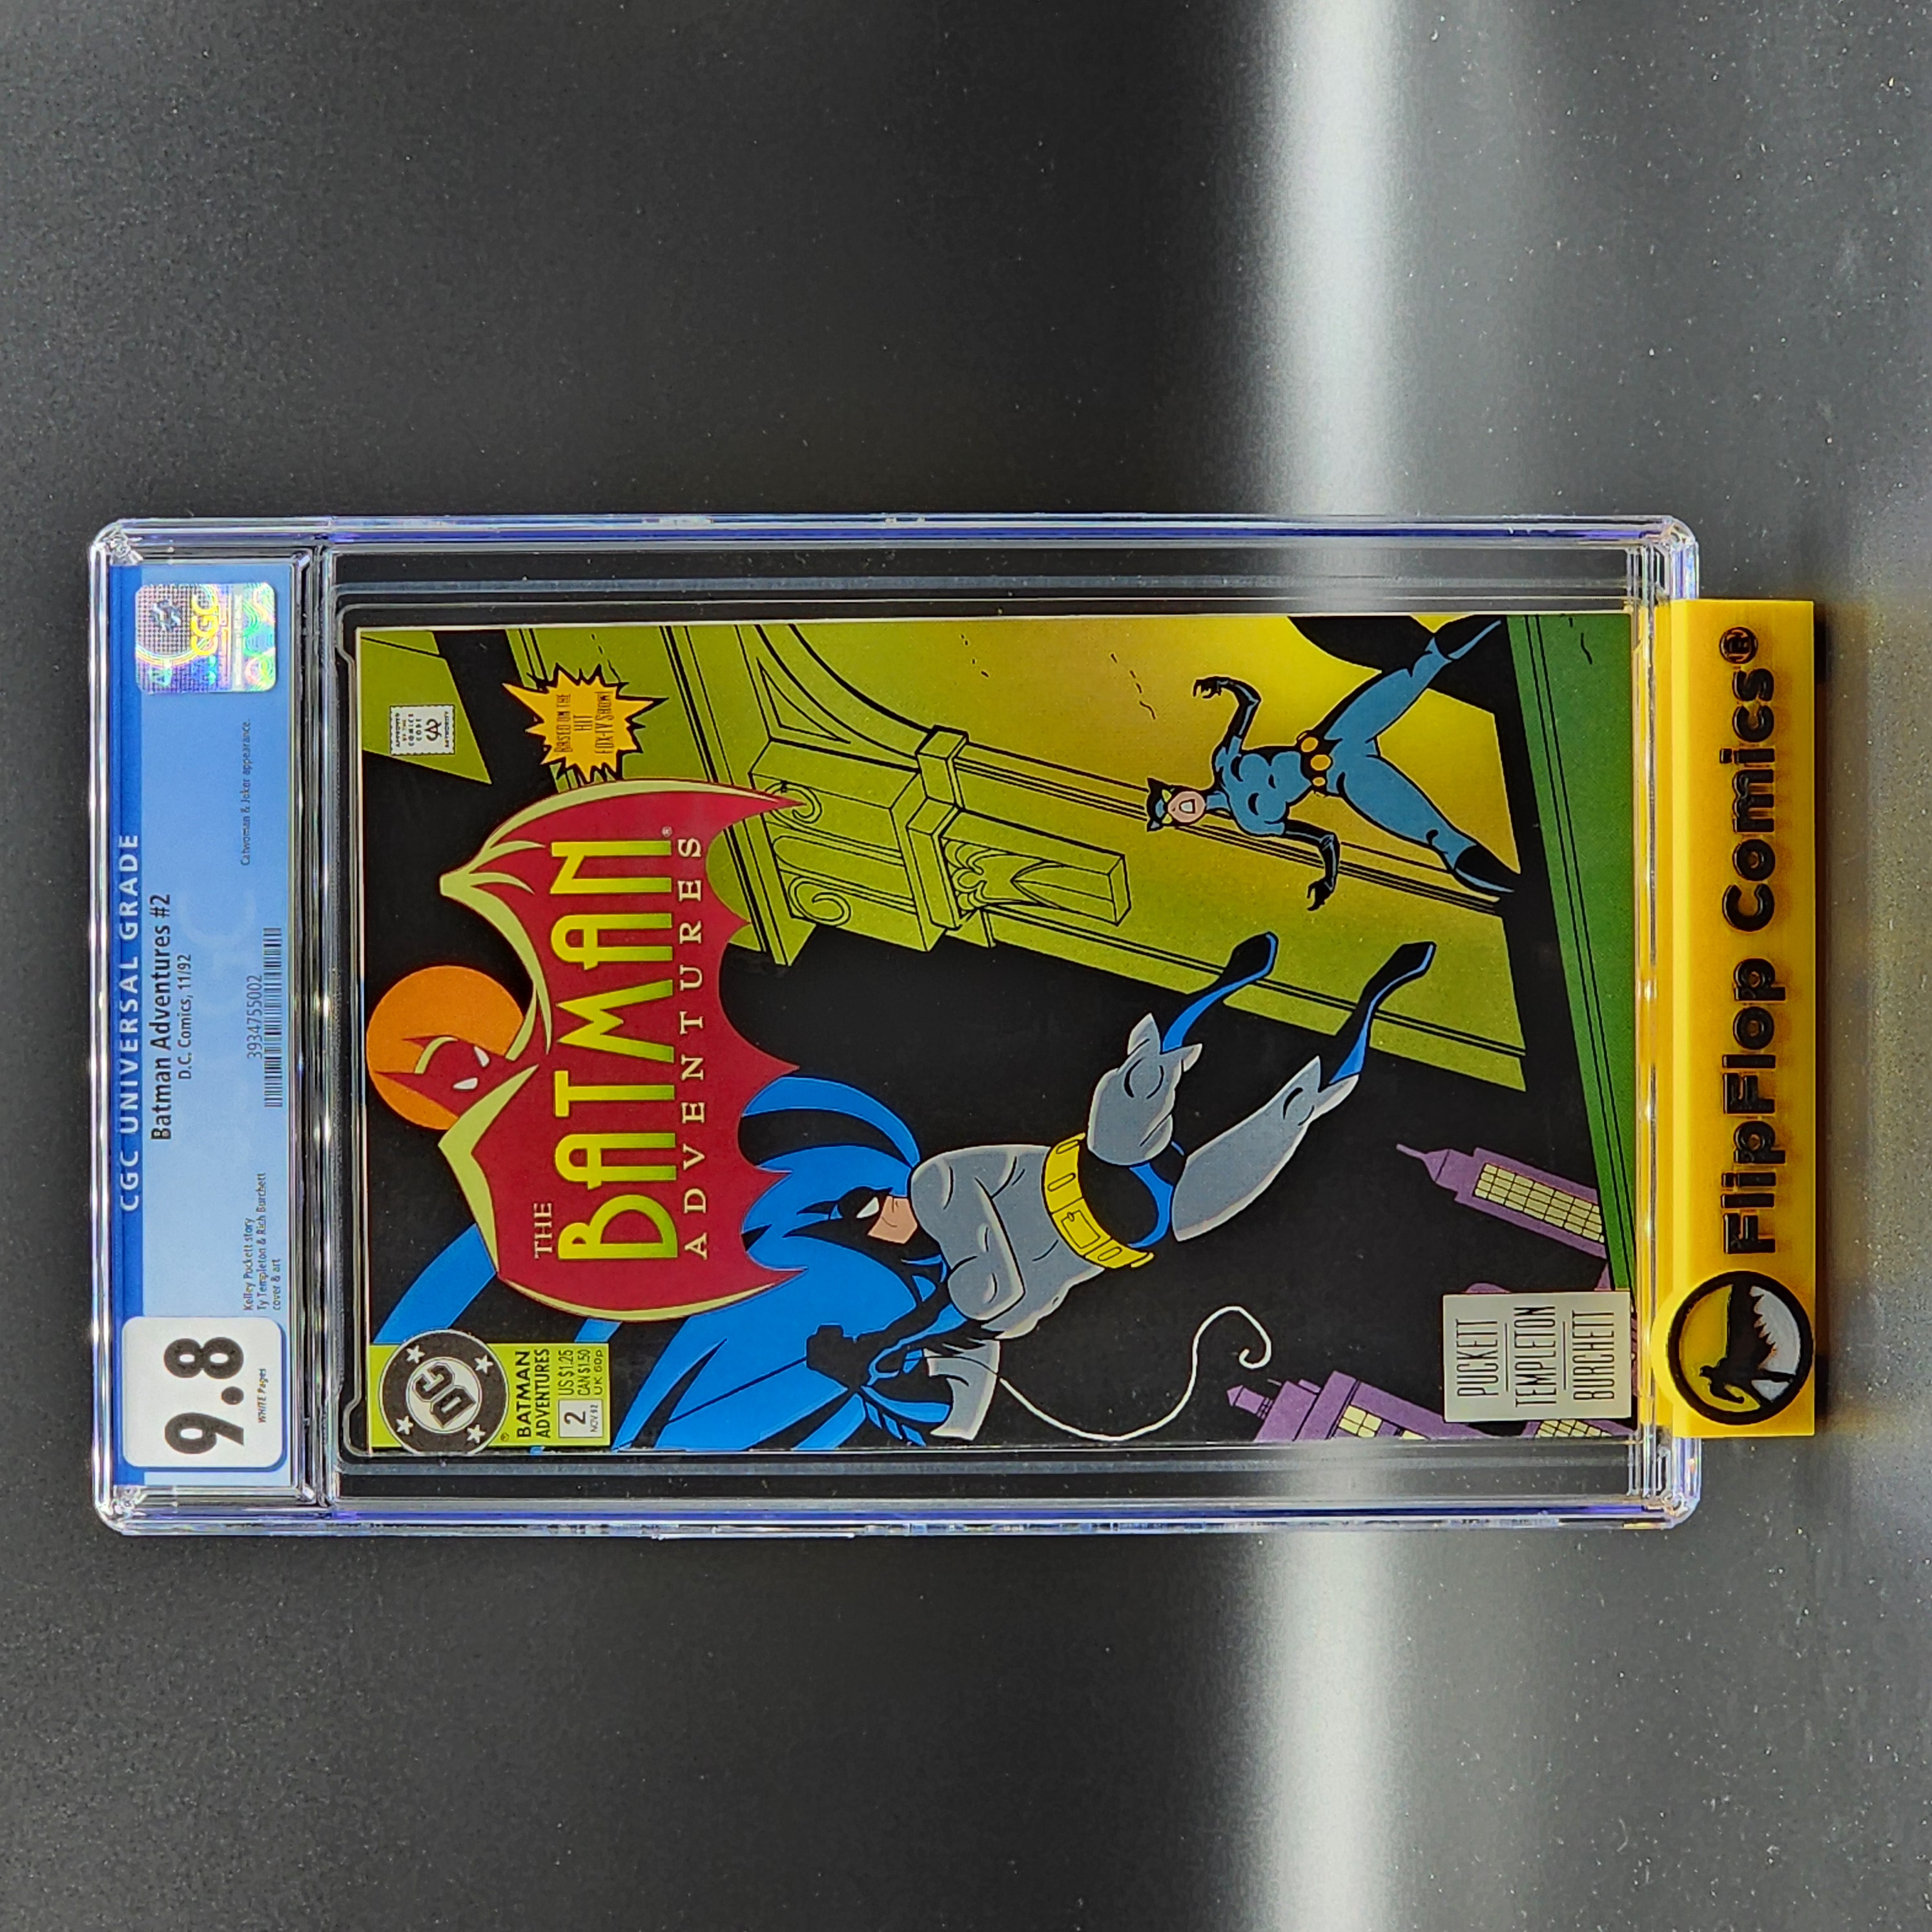 CGC UNIVERSAL GRADE
9.8
WHITE Pages
Batman Adventures #2
D.C. Comics, 11/92
Kelley Puckett story
Ty Templeton & Rich Burchett
cover & art
3934755002
Catwoman & Joker appearance.
CGC
DC
®
BATMAN
ADVENTURES
2
NOV 92
US $1.25
CAN $1.50
UK 60p
THE
BATMAN®
ADVENTURES
APPROVED
BY THE
COMICS
CODE
CA
AUTHORITY
BASED ON THE
HIT
FOX-TV SHOW!
PUCKETT
TEMPLETON
BURCHETT
FlipFlop Comics®